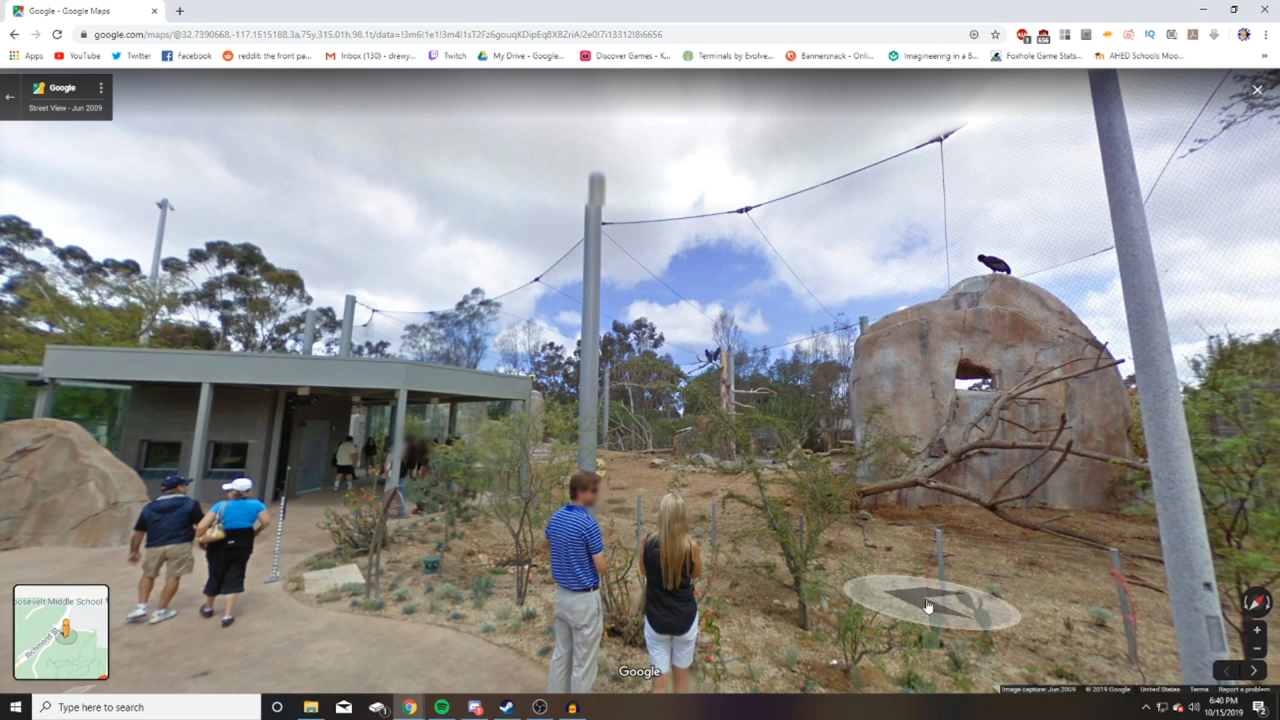 Google - Google Maps
google.com/maps/@32.7390668,-117.1515188,3a,75y,315.01h,98.1t/data=!3m6!1e1!3m4!1sT2Fz6gouqKDipEq8X8ZriA!2e0!7i13312!8i6656
Apps YouTube Twitter Facebook reddit: the front pa... Inbox (130) - drewy... Twitch My Drive - Google... Discover Games - K... Terminals by Evolve... Bannersnack - Onli... Imagineering in a B... Foxhole Game Stats... AHED Schools Moo...
Google
Street View - Jun 2009
oosevelt Middle School
Richmond St
Google
Image capture: Jun 2009 © 2019 Google United States Terms Report a problem
Type here to search
6:40 PM
10/15/2019